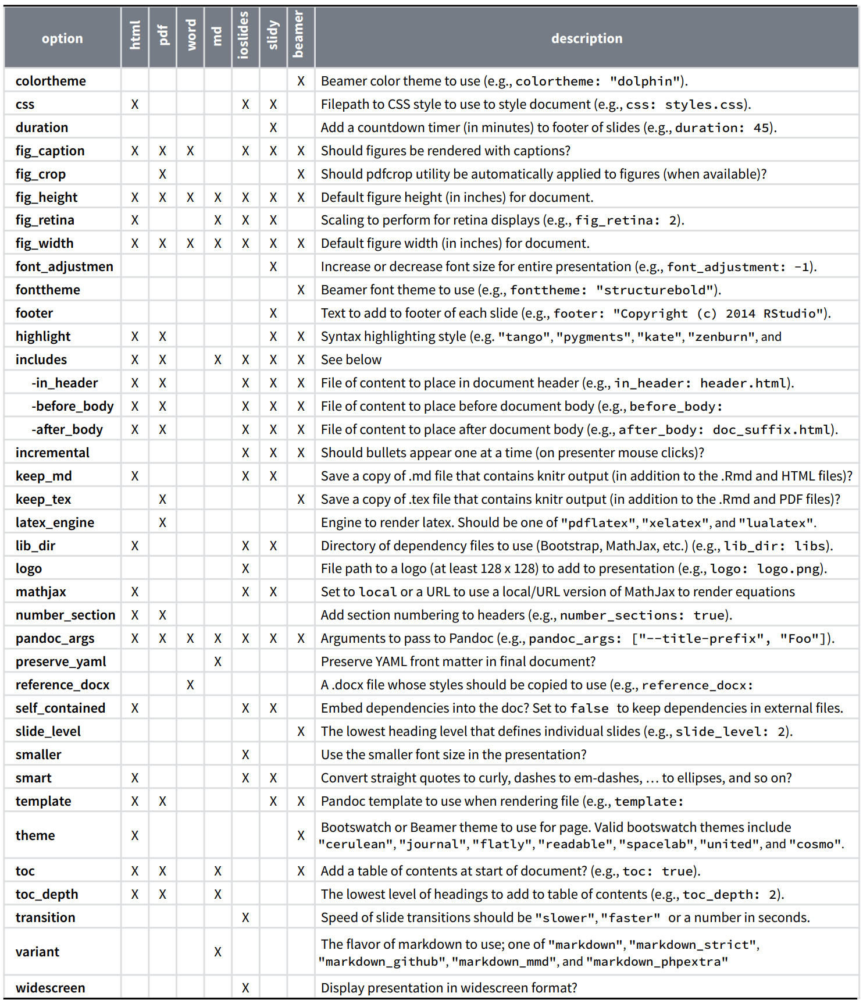 option html pdf word md ioslides slidy beamer description
colortheme X Beamer color theme to use (e.g., colortheme: "dolphin").
css X X X Filepath to CSS style to use to style document (e.g., css: styles.css).
duration X Add a countdown timer (in minutes) to footer of slides (e.g., duration: 45).
fig_caption X X X X X X Should figures be rendered with captions?
fig_crop X X Should pdfcrop utility be automatically applied to figures (when available)?
fig_height X X X X X X X Default figure height (in inches) for document.
fig_retina X X X X Scaling to perform for retina displays (e.g., fig_retina: 2).
fig_width X X X X X X X Default figure width (in inches) for document.
font_adjustmen X Increase or decrease font size for entire presentation (e.g., font_adjustment: -1).
fonttheme X Beamer font theme to use (e.g., fonttheme: "structurebold").
footer X Text to add to footer of each slide (e.g., footer: "Copyright (c) 2014 RStudio").
highlight X X X X Syntax highlighting style (e.g. "tango", "pygments", "kate", "zenburn", and
includes X X X X X X See below
-in_header X X X X X File of content to place in document header (e.g., in_header: header.html).
-before_body X X X X X File of content to place before document body (e.g., before_body:
-after_body X X X X X File of content to place after document body (e.g., after_body: doc_suffix.html).
incremental X X X Should bullets appear one at a time (on presenter mouse clicks)?
keep_md X X X Save a copy of .md file that contains knitr output (in addition to the .Rmd and HTML files)?
keep_tex X X Save a copy of .tex file that contains knitr output (in addition to the .Rmd and PDF files)?
latex_engine X Engine to render latex. Should be one of "pdflatex", "xelatex", and "lualatex".
lib_dir X X X Directory of dependency files to use (Bootstrap, MathJax, etc.) (e.g., lib_dir: libs).
logo X File path to a logo (at least 128 x 128) to add to presentation (e.g., logo: logo.png).
mathjax X X X Set to local or a URL to use a local/URL version of MathJax to render equations
number_section X X Add section numbering to headers (e.g., number_sections: true).
pandoc_args X X X X X X X Arguments to pass to Pandoc (e.g., pandoc_args: ["--title-prefix", "Foo"]).
preserve_yaml X Preserve YAML front matter in final document?
reference_docx X A .docx file whose styles should be copied to use (e.g., reference_docx:
self_contained X X X Embed dependencies into the doc? Set to false to keep dependencies in external files.
slide_level X The lowest heading level that defines individual slides (e.g., slide_level: 2).
smaller X Use the smaller font size in the presentation?
smart X X X Convert straight quotes to curly, dashes to em-dashes, … to ellipses, and so on?
template X X X X Pandoc template to use when rendering file (e.g., template:
theme X X Bootswatch or Beamer theme to use for page. Valid bootswatch themes include
"cerulean", "journal", "flatly", "readable", "spacelab", "united", and "cosmo".
toc X X X X Add a table of contents at start of document? (e.g., toc: true).
toc_depth X X X The lowest level of headings to add to table of contents (e.g., toc_depth: 2).
transition X Speed of slide transitions should be "slower", "faster" or a number in seconds.
variant X The flavor of markdown to use; one of "markdown", "markdown_strict",
"markdown_github", "markdown_mmd", and "markdown_phpextra"
widescreen X Display presentation in widescreen format?